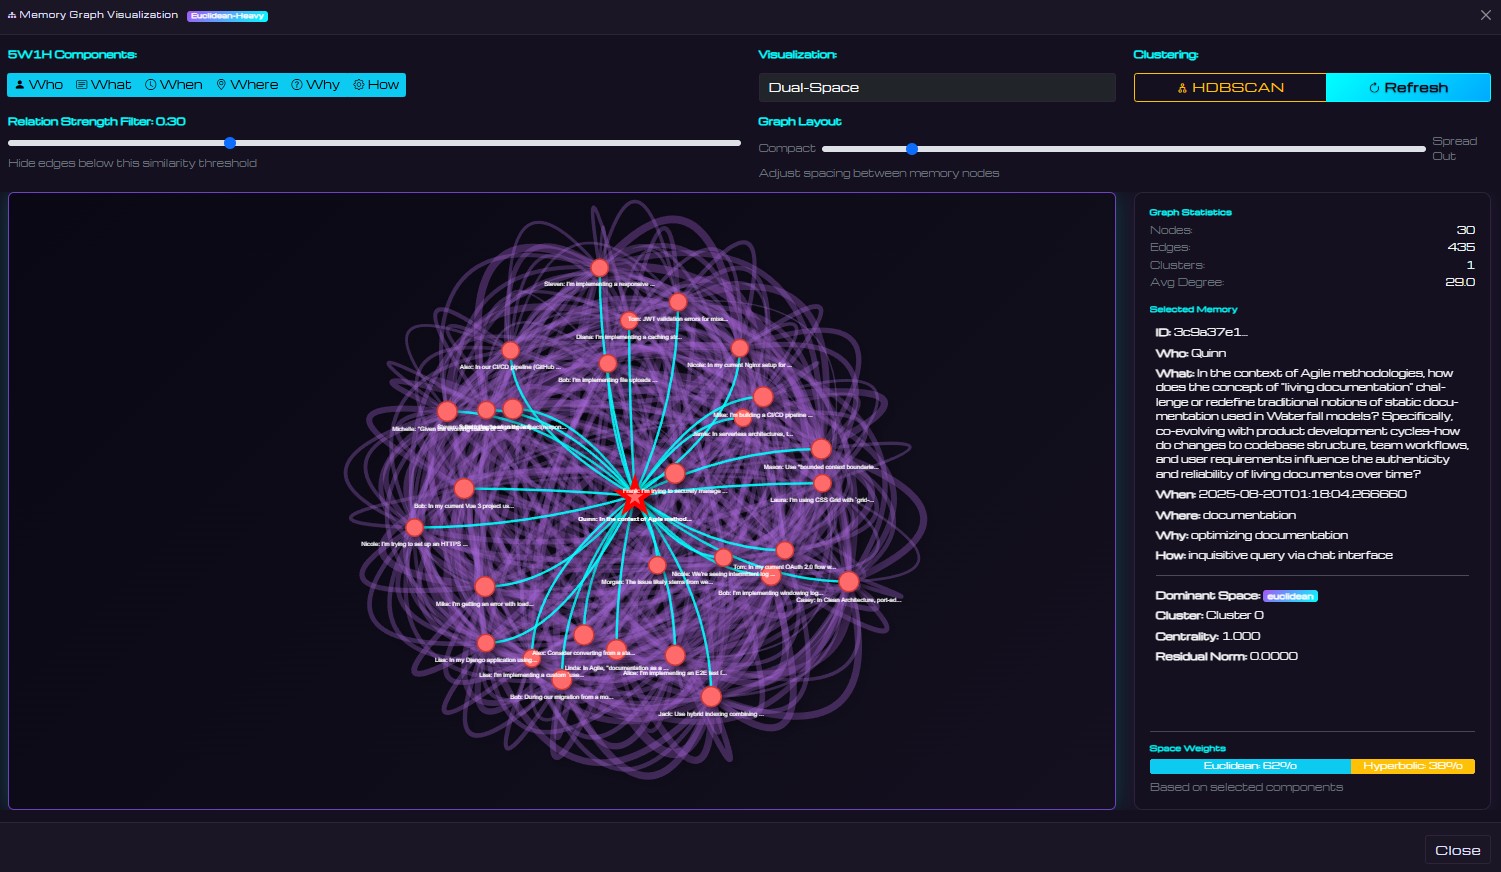 Memory Graph Visualization Euclidean-Heavy
5W1H Components:
Who What When Where Why How
Visualization:
Dual-Space
Clustering:
HDBSCAN Refresh
Relation Strength Filter: 0.30
Hide edges below this similarity threshold
Graph Layout
Compact
Spread
Out
Adjust spacing between memory nodes
Steven: I'm implementing a responsive ...
Tom: JWT validation errors for miss...
Diana: I'm implementing a caching str...
Nicole: In my current Nginx setup for ...
Alex: In our CI/CD pipeline (GitHub ...
Bob: I'm implementing file uploads ...
Mike: I'm building a CI/CD pipeline ...
In serverless architectures, t...
Michelle: "Given the evolving nature of
Mason: Use "bounded context boundarie...
Frank: I'm trying to securely manage ...
Laura: I'm using CSS Grid with `grid-...
Bob: In my current Vue 3 project us...
Quinn: In the context of Agile method...
Nicole: I'm trying to set up an HTTPS ...
Tom: In my current OAuth 2.0 flow w...
Nicole: We're seeing intermittent log ...
Morgan: The issue likely stems from we...
Bob: I'm implementing windowing log...
Casey: In Clean Architecture, port-ad...
Mike: I'm getting an error with load...
Alex: Consider converting from a sta...
Lisa: In my Django application using...
Linda: In Agile, "documentation as a ...
Alice: I'm implementing an E2E test f...
Lisa: I'm implementing a custom `use...
Bob: During our migration from a mo...
Jack: Use hybrid indexing combining ...
Graph Statistics
Nodes: 30
Edges: 435
Clusters: 1
Avg Degree: 29.0
Selected Memory
ID: 3c9a37e1...
Who: Quinn
What: In the context of Agile methodologies, how
does the concept of "living documentation" chal-
lenge or redefine traditional notions of static docu-
mentation used in Waterfall models? Specifically,
co-evolving with product development cycles-how
do changes to codebase structure, team workflows,
and user requirements influence the authenticity
and reliability of living documents over time?
When: 2025-08-20T01:18:04.266660
Where: documentation
Why: optimizing documentation
How: inquisitive query via chat interface
Dominant Space: euclidean
Cluster: Cluster 0
Centrality: 1.000
Residual Norm: 0.0000
Space Weights
Euclidean: 62% Hyperbolic: 38%
Based on selected components
Close